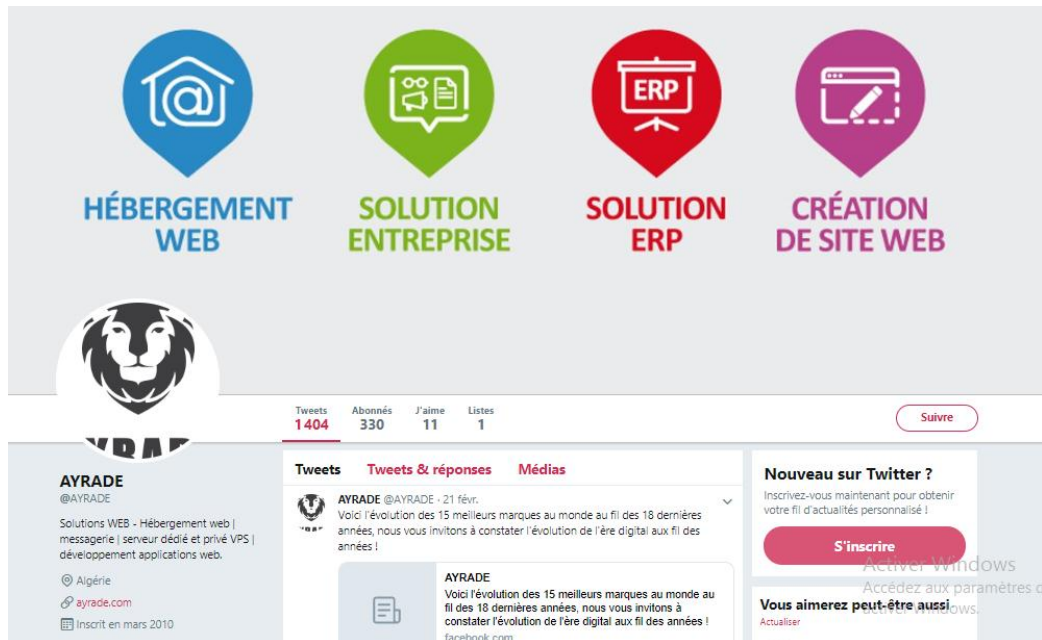 ERP
HÉBERGEMENT
WEB
SOLUTION
ENTREPRISE
SOLUTION
ERP
CRÉATION
DE SITE WEB
AYRADE
Tweets
1 404
Abonnés
330
J'aime
11
Listes
1
Suivre
AYRADE
@AYRADE
Solutions WEB - Hébergement web |
messagerie | serveur dédié et privé VPS |
développement applications web.
Algérie
ayrade.com
Inscrit en mars 2010
Tweets Tweets & réponses Médias
AYRADE @AYRADE · 21 févr.
Voici l'évolution des 15 meilleurs marques au monde au fil des 18 dernières
années, nous vous invitons à constater l'évolution de l'ère digital aux fil des
années !
AYRADE
Voici l'évolution des 15 meilleurs marques au monde au
fil des 18 dernières années, nous vous invitons à
constater l'évolution de l'ère digital aux fil des années !
facebook.com
Nouveau sur Twitter ?
Inscrivez-vous maintenant pour obtenir
votre fil d'actualités personnalisé !
S'inscrire
Activer Windows
Accédez aux paramètres d
activer Windows.
Vous aimerez peut-être aussi
Actualiser